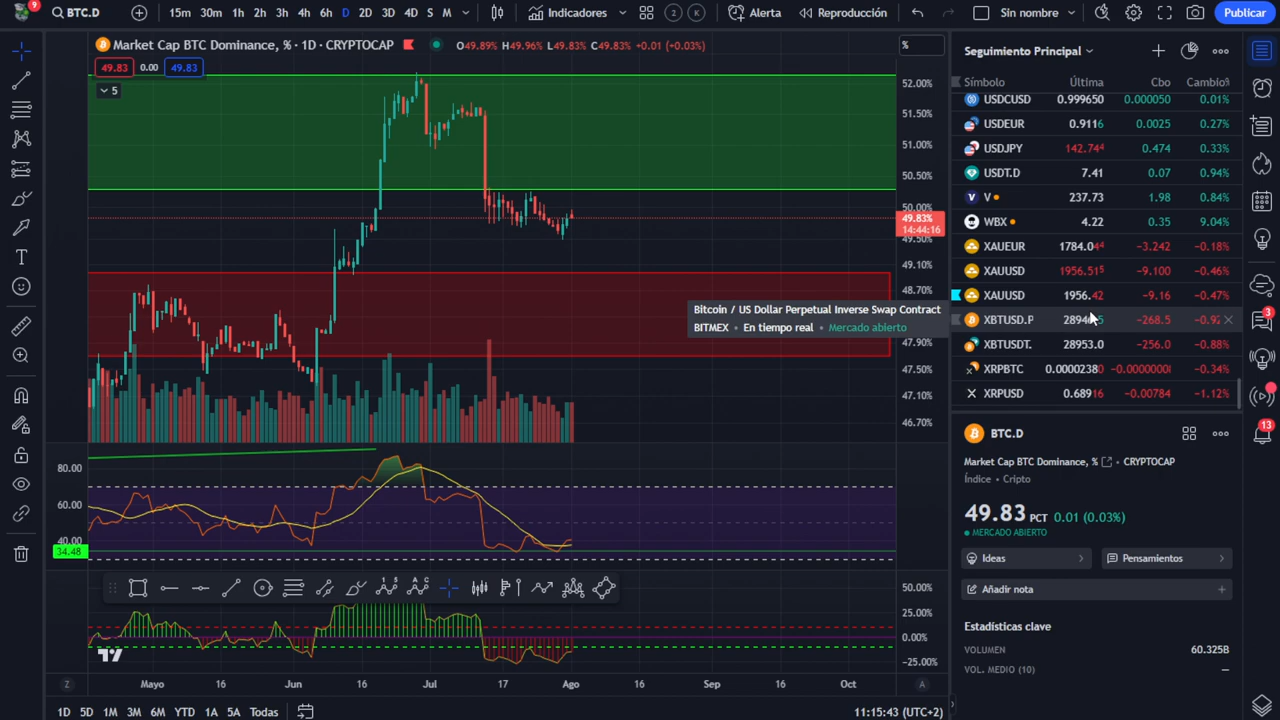 9 BTC.D 15m 30m 1h 2h 3h 4h 6h D 2D 3D 4D S M Indicadores 2 K Alerta Reproducción Sin nombre Publicar
Market Cap BTC Dominance, % · 1D · CRYPTOCAP O49.89% H49.96% L49.83% C49.83% +0.01 (+0.03%)
49.83 0.00 49.83
5
%
52.00%
51.50%
51.00%
50.50%
50.00%
49.83%
14:44:16
49.50%
49.10%
48.70%
47.90%
47.50%
47.10%
46.70%
80.00
60.00
40.00
34.48
50.00%
25.00%
0.00%
−25.00%
Z Mayo 16 Jun 16 Jul 17 Ago 16 Sep 16 Oct A
1D 5D 1M 3M 6M YTD 1A 5A Todas 11:15:43 (UTC+2)
Bitcoin / US Dollar Perpetual Inverse Swap Contract
BITMEX • En tiempo real • Mercado abierto
Seguimiento Principal
Símbolo Última Cbo Cambio%
USDCUSD 0.999650 0.000050 0.01%
USDEUR 0.9116 0.0025 0.27%
USDJPY 142.744 0.474 0.33%
USDT.D 7.41 0.07 0.94%
V 237.73 1.98 0.84%
WBX 4.22 0.35 9.04%
XAUEUR 1784.044 −3.242 −0.18%
XAUUSD 1956.515 −9.100 −0.46%
XAUUSD 1956.42 −9.16 −0.47%
XBTUSD.P −268.5
XBTUSDT. 28953.0 −256.0 −0.88%
XRPBTC 0.00002380 −0.0000000 −0.34%
XRPUSD 0.68916 −0.00784 −1.12%
BTC.D
Market Cap BTC Dominance, % • CRYPTOCAP
Índice • Cripto
49.83 PCT 0.01 (0.03%)
MERCADO ABIERTO
Ideas Pensamientos
Añadir nota
Estadísticas clave
VOLUMEN 60.325B
VOL. MEDIO (10) —
3
13